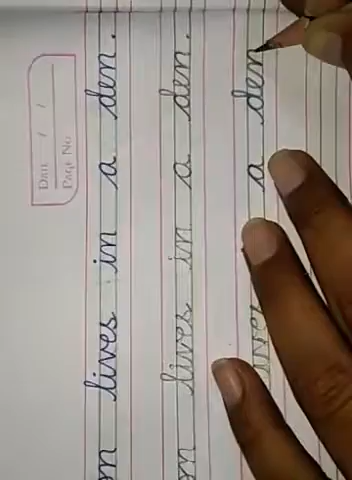 DATE / /
PAGE NO.
n lives in a den.
n lives in a den.
a den